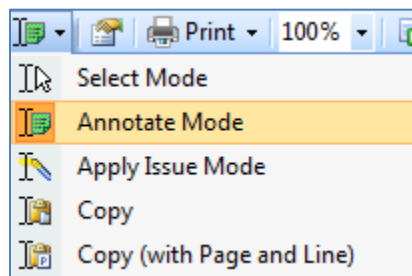 Print 100%
Select Mode
Annotate Mode
Apply Issue Mode
Copy
Copy (with Page and Line)